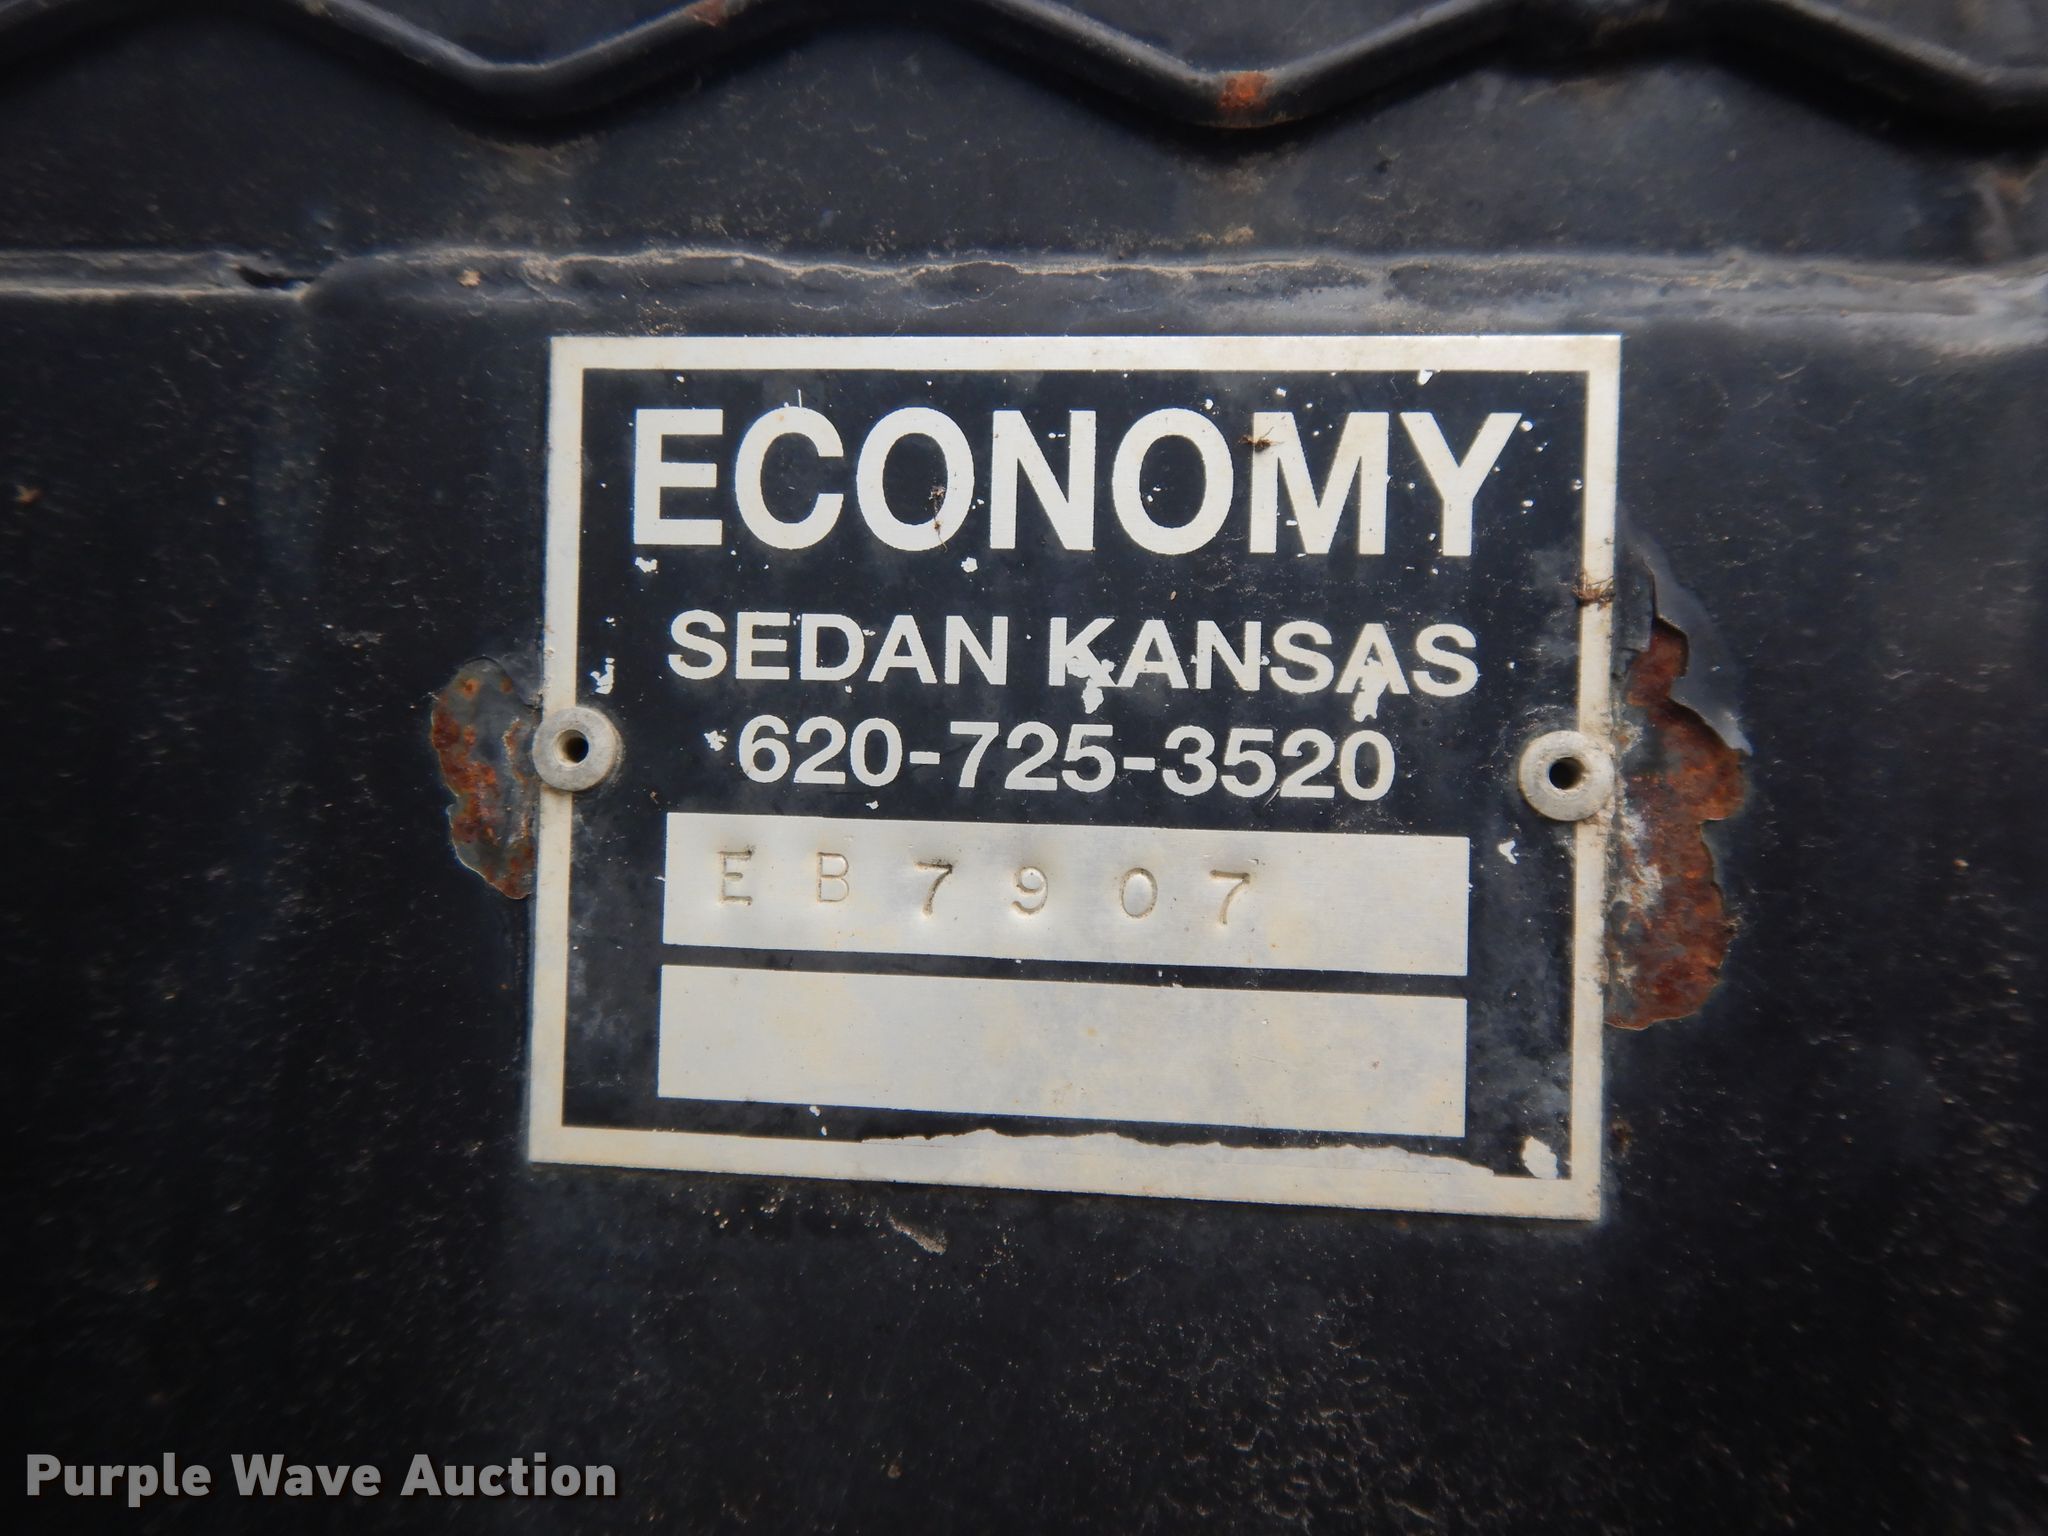 ECONOMY
SEDAN KANSAS
620-725-3520
EB7907
Purple Wave Auction